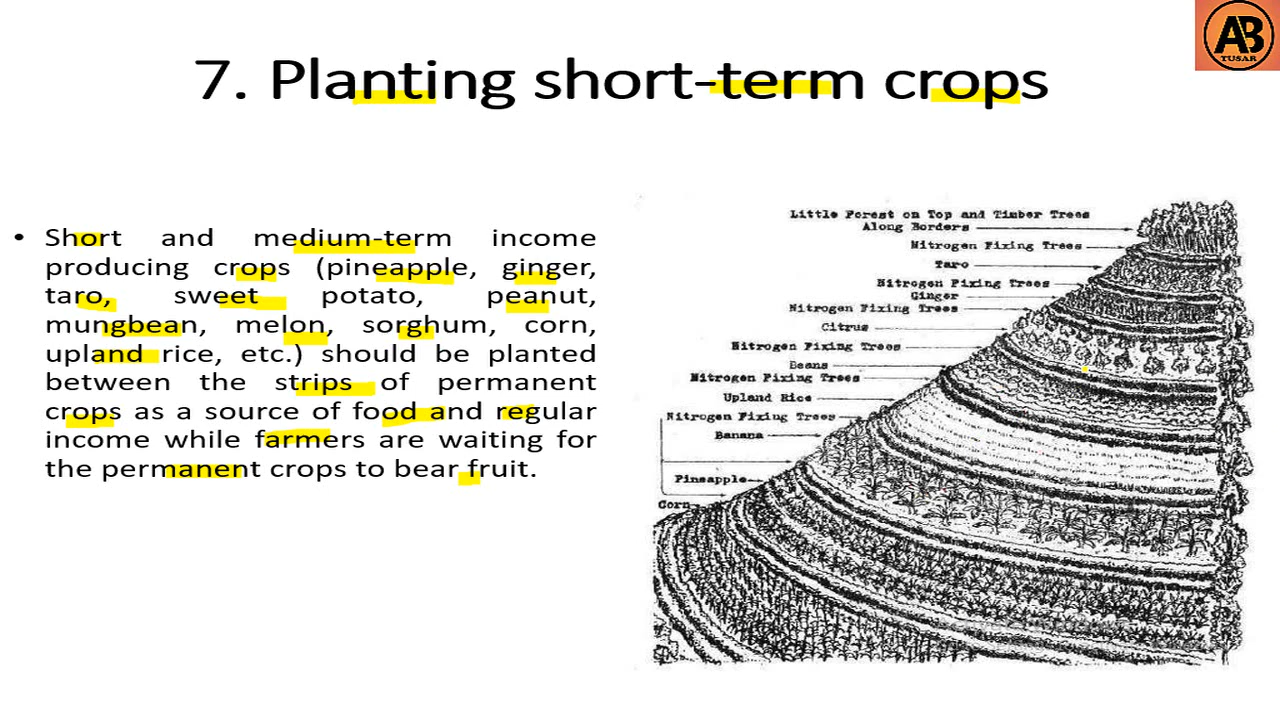 AB
TUSAR
7. Planting short-term crops
• Short and medium-term income
producing crops (pineapple, ginger,
taro, sweet potato, peanut,
mungbean, melon, sorghum, corn,
upland rice, etc.) should be planted
between the strips of permanent
crops as a source of food and regular
income while farmers are waiting for
the permanent crops to bear fruit.
Little Forest on Top and Timber Trees
Along Borders
Nitrogen Fixing Trees
Taro
Nitrogen Fixing Trees
Ginger
Nitrogen Fixing Trees
Citrus
Nitrogen Fixing Trees
Beans
Nitrogen Fixing Trees
Upland Rice
Nitrogen Fixing Trees
Banana
Pineapple
Corn